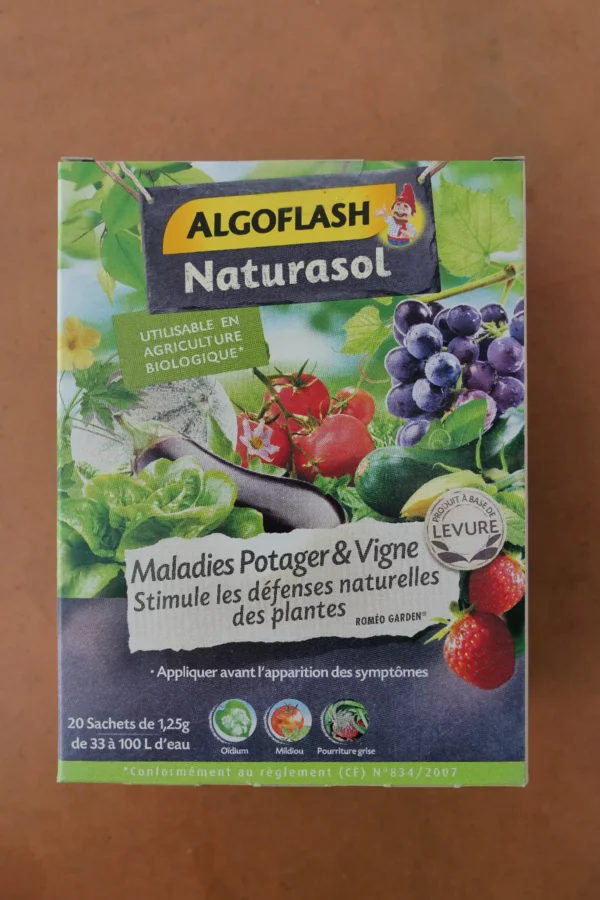 ALGOFLASH
Naturasol
UTILISABLE EN
AGRICULTURE
BIOLOGIQUE*
PRODUIT À BASE DE
LEVURE
Maladies Potager & Vigne
Stimule les défenses naturelles
des plantes
ROMÉO GARDEN®
• Appliquer avant l'apparition des symptômes
20 Sachets de 1,25g
de 33 à 100 L d'eau
Oïdium
Mildiou
Pourriture grise
*Conformément au règlement (CE) N°834/2007